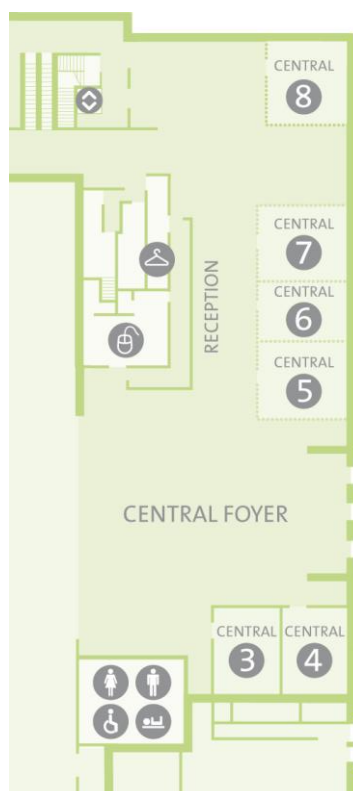 CENTRAL
8
CENTRAL
7
CENTRAL
6
CENTRAL
5
RECEPTION
CENTRAL FOYER
CENTRAL CENTRAL
3 4